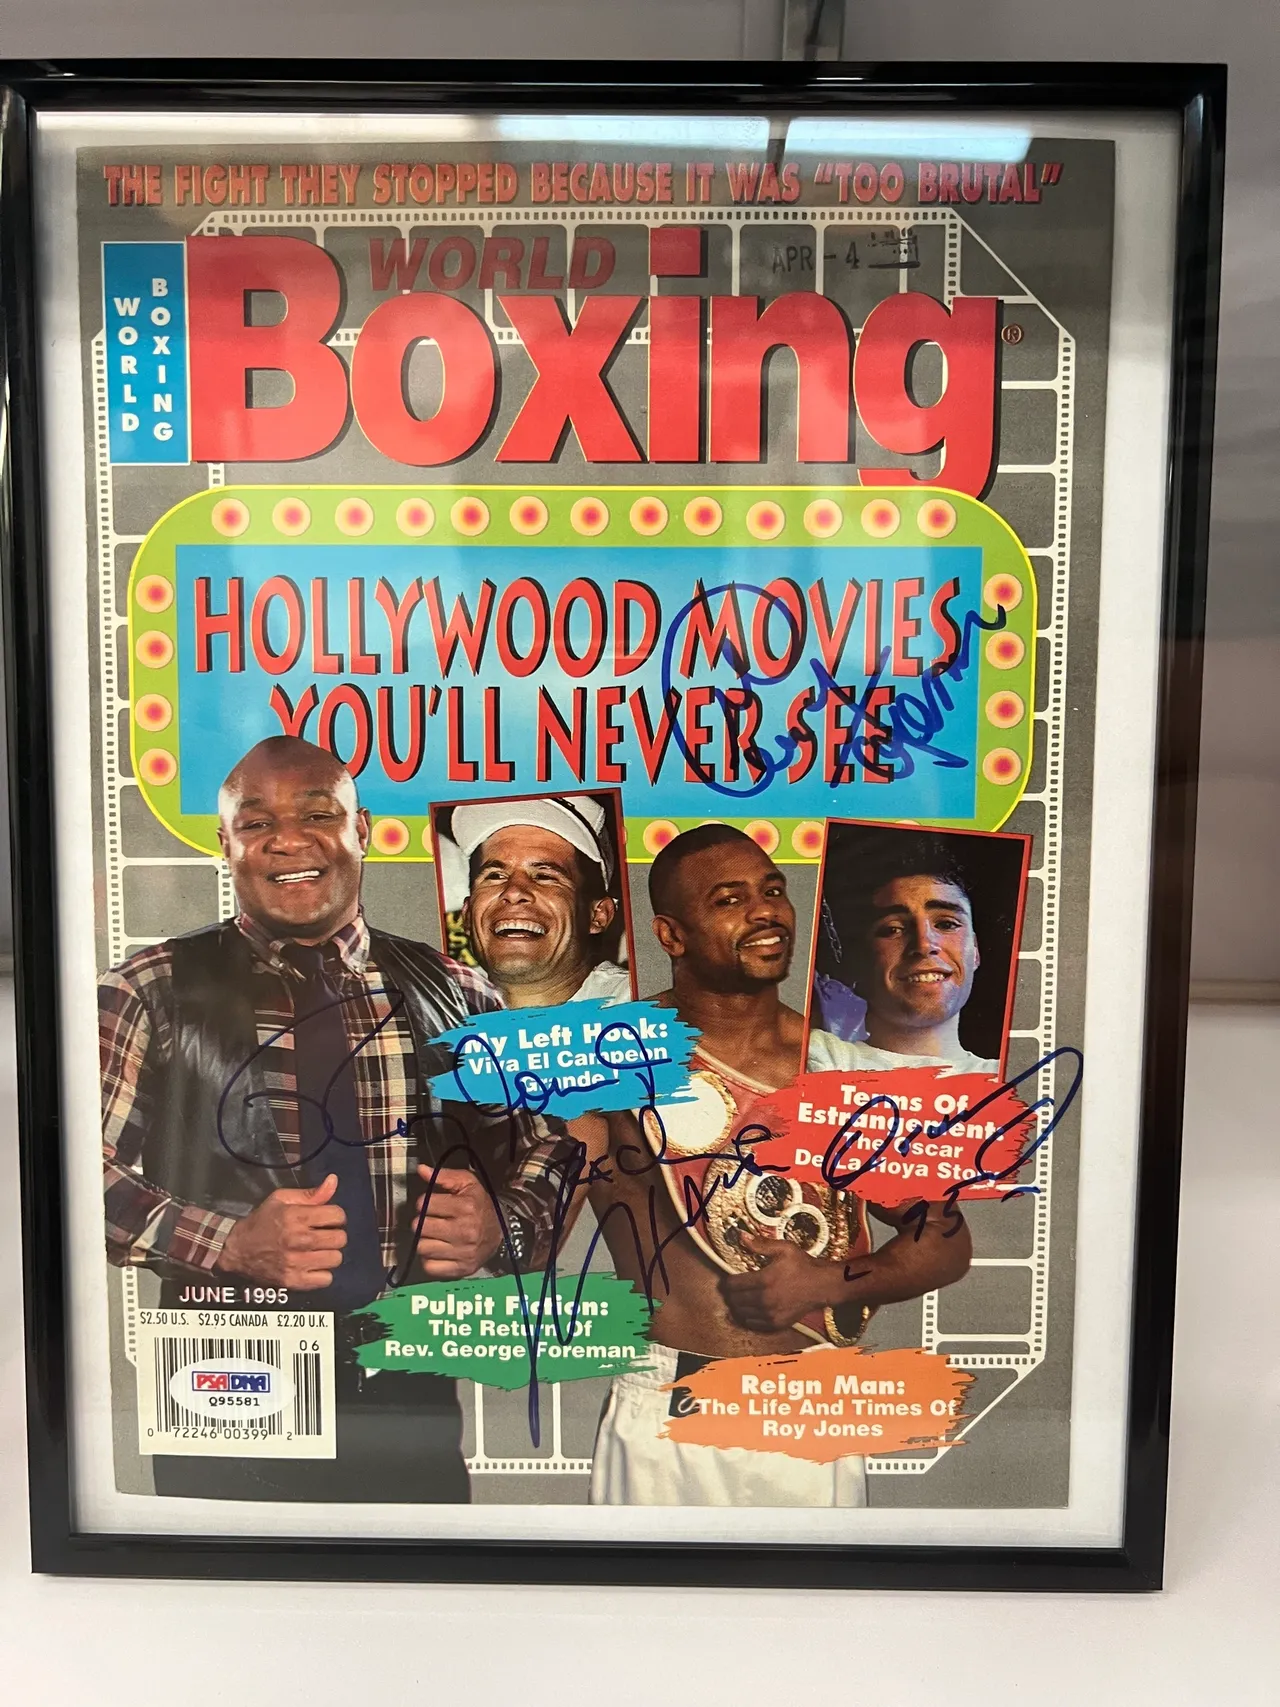 THE FIGHT THEY STOPPED BECAUSE IT WAS "TOO BRUTAL"
WORLD
APR - 4
Boxing®
WORLD
BOXING
HOLLYWOOD MOVIES
YOU'LL NEVER SEE
My Left Hook:
Viva El Campeon
Grande!
Terms Of
Estrangement:
The Oscar
De La Hoya Story
JUNE 1995
$2.50 U.S. $2.95 CANADA £2.20 U.K.
06
PSA DNA
Q95581
0 72246 00399 2
Pulpit Fiction:
The Return Of
Rev. George Foreman
Reign Man:
The Life And Times Of
Roy Jones
Roy Jones
95